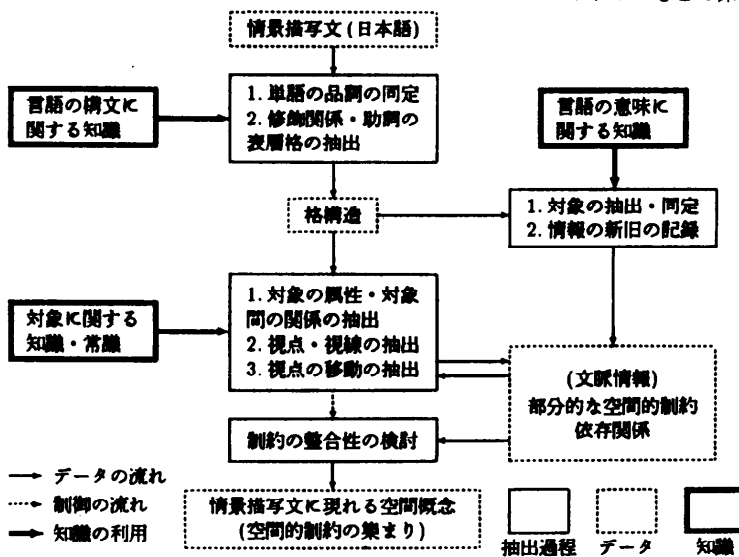 情景描写文(日本語)
言語の構文に
関する知識
1. 単語の品詞の同定
2. 修飾関係・助詞の
表層格の抽出
言語の意味に
関する知識
格構造
1. 対象の抽出・同定
2. 情報の新旧の記録
対象に関する
知識・常識
1. 対象の属性・対象
間の関係の抽出
2. 視点・視線の抽出
3. 視点の移動の抽出
(文脈情報)
部分的な空間的制約
依存関係
制約の整合性の検討
データの流れ
制御の流れ
知識の利用
情景描写文に現れる空間概念
(空間的制約の集まり)
抽出過程 データ 知識